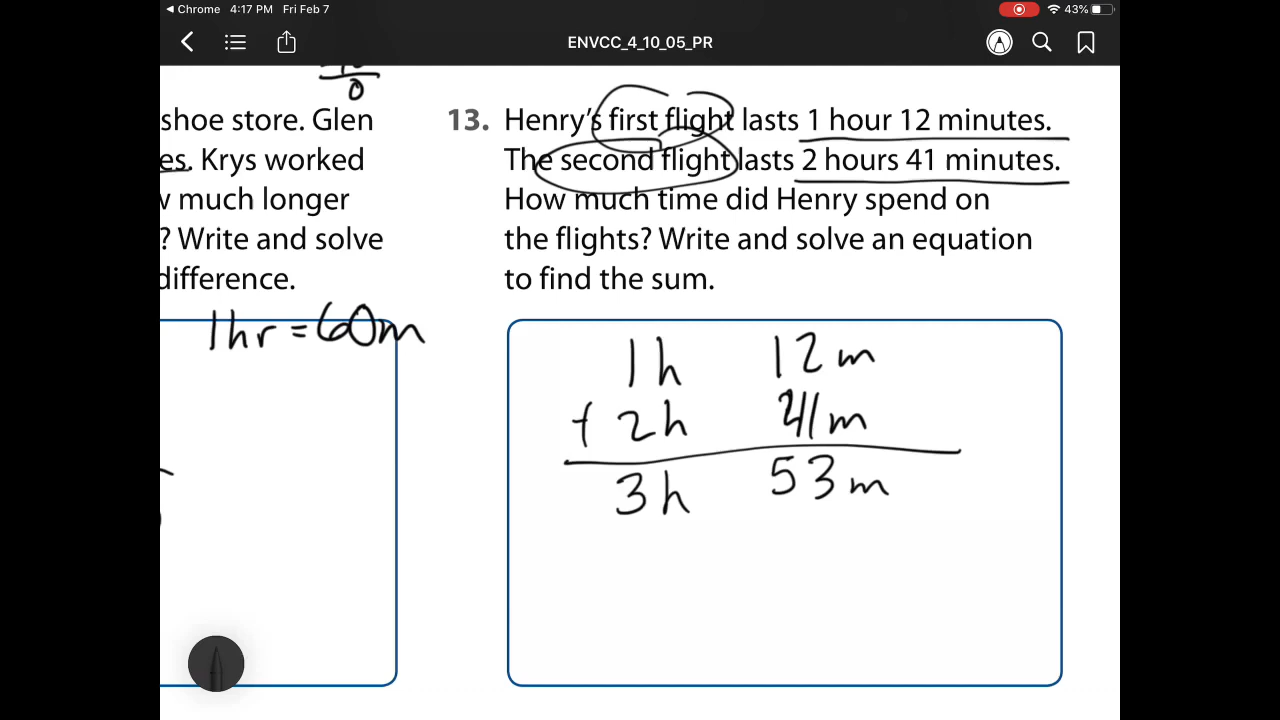 Chrome 4:17 PM Fri Feb 7 43%
ENVCC_4_10_05_PR
0
shoe store. Glen
es. Krys worked
w much longer
? Write and solve
difference.
1hr = 60m
13. Henry's first flight lasts 1 hour 12 minutes.
The second flight lasts 2 hours 41 minutes.
How much time did Henry spend on
the flights? Write and solve an equation
to find the sum.
1h 12m
+ 2h 41m
3h 53m